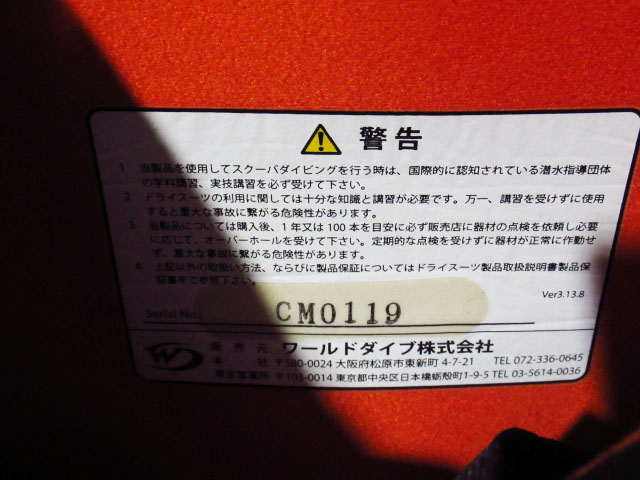 警告
1 当製品を使用してスクーバダイビングを行う時は、国際的に認知されている潜水指導団体
の学科講習、実技講習を必ず受けて下さい。
2 ドライスーツの利用に関しては十分な知識と講習が必要です。万一、講習を受けずに使用
すると重大な事故に繋がる危険性があります。
3 当製品については購入後、1年又は100本を目安に必ず販売店に器材の点検を依頼し必要
に応じて、オーバーホールを受けて下さい。定期的な点検を受けずに器材が正常に作動せ
ず、重大な事故に繋がる危険性があります。
4 上記以外の取扱い方法、ならびに製品保証についてはドライスーツ製品取扱説明書製品保
証書をご参照下さい。
Ver3.13.8
Serial No : CM0119
販売元 ワールドダイブ株式会社
本社 〒580-0024 大阪府松原市東新町4-7-21 TEL 072-336-0645
東京営業所 〒103-0014 東京都中央区日本橋蛎殻町1-9-5 TEL 03-5614-0036